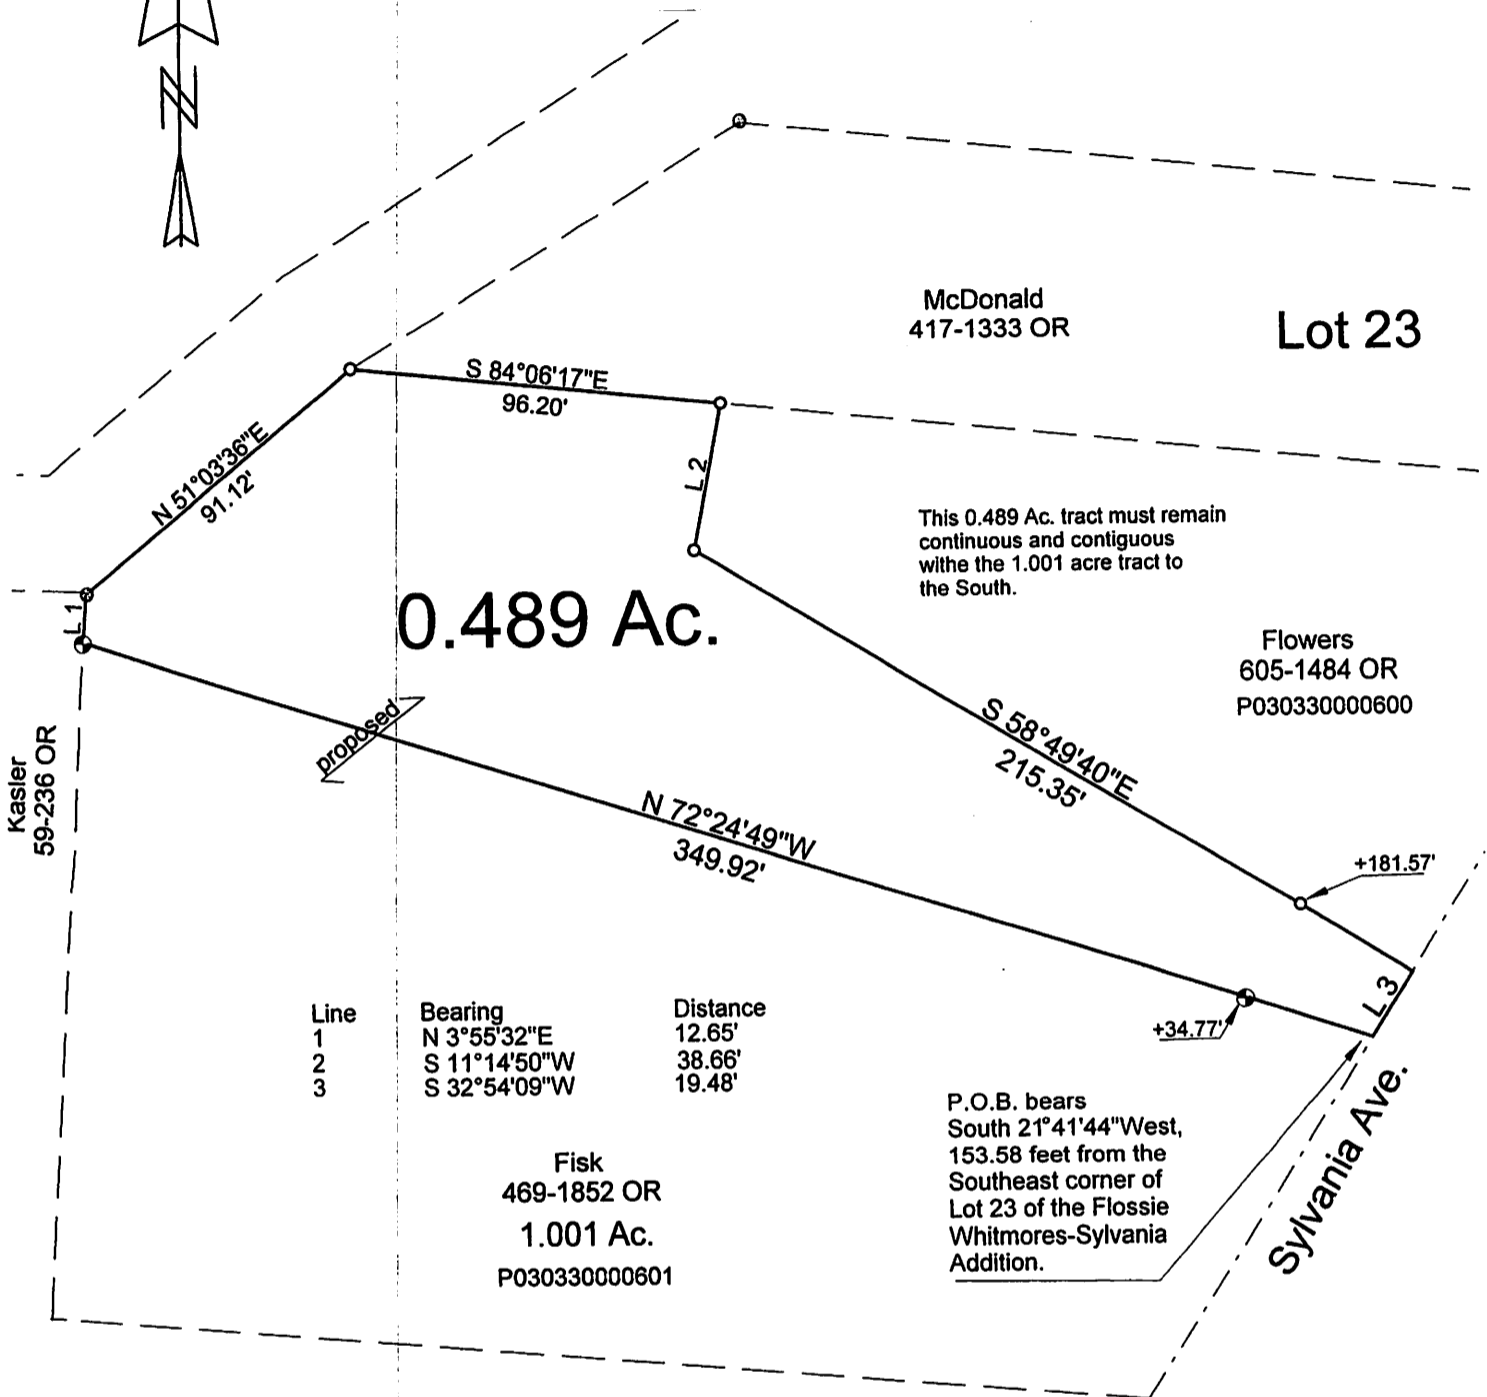 N
McDonald
417-1333 OR
Lot 23
S 84°06'17"E
96.20'
N 51°03'36"E
91.12'
L 2
This 0.489 Ac. tract must remain
continuous and contiguous
withe the 1.001 acre tract to
the South.
L 1
0.489 Ac.
Flowers
605-1484 OR
P030330000600
proposed
S 58°49'40"E
215.35'
Kasler
59-236 OR
N 72°24'49"W
349.92'
+181.57'
L 3
+34.77'
Line Bearing Distance
1 N 3°55'32"E 12.65'
2 S 11°14'50"W 38.66'
3 S 32°54'09"W 19.48'
Sylvania Ave.
P.O.B. bears
South 21°41'44"West,
153.58 feet from the
Southeast corner of
Lot 23 of the Flossie
Whitmores-Sylvania
Addition.
Fisk
469-1852 OR
1.001 Ac.
P030330000601